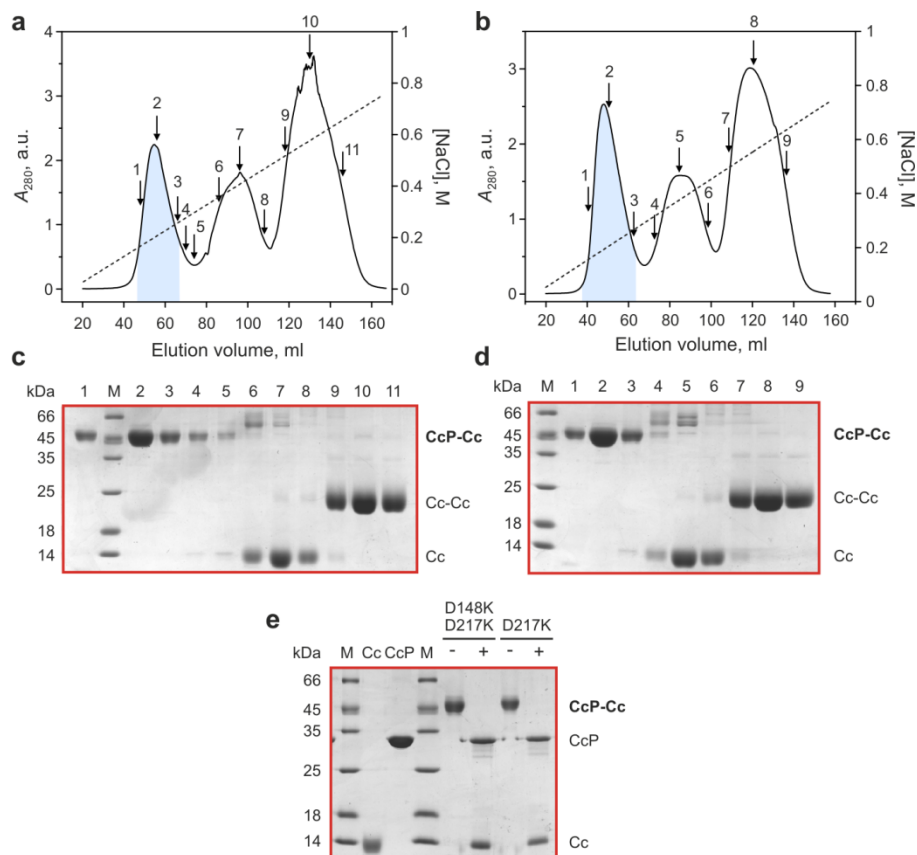 a
b
10
4
3
2
1
0
A280, a.u.
1
2
3
4
5
6
7
8
9
11
1
0.8
0.6
0.4
0.2
0
[NaCl], M
20 40 60 80 100 120 140 160
Elution volume, ml
8
3
2
1
0
A280, a.u.
1
2
3
4
5
6
7
9
1
0.8
0.6
0.4
0.2
0
[NaCl], M
20 40 60 80 100 120 140 160
Elution volume, ml
c
kDa 1 M 2 3 4 5 6 7 8 9 10 11
66
45 CcP-Cc
35
25 Cc-Cc
18
14 Cc
d
kDa M 1 2 3 4 5 6 7 8 9
66
45
35
25
18
14
e
D148K
D217K D217K
kDa M Cc CcP M - + - +
66
45 CcP-Cc
35 CcP
25
18
14 Cc